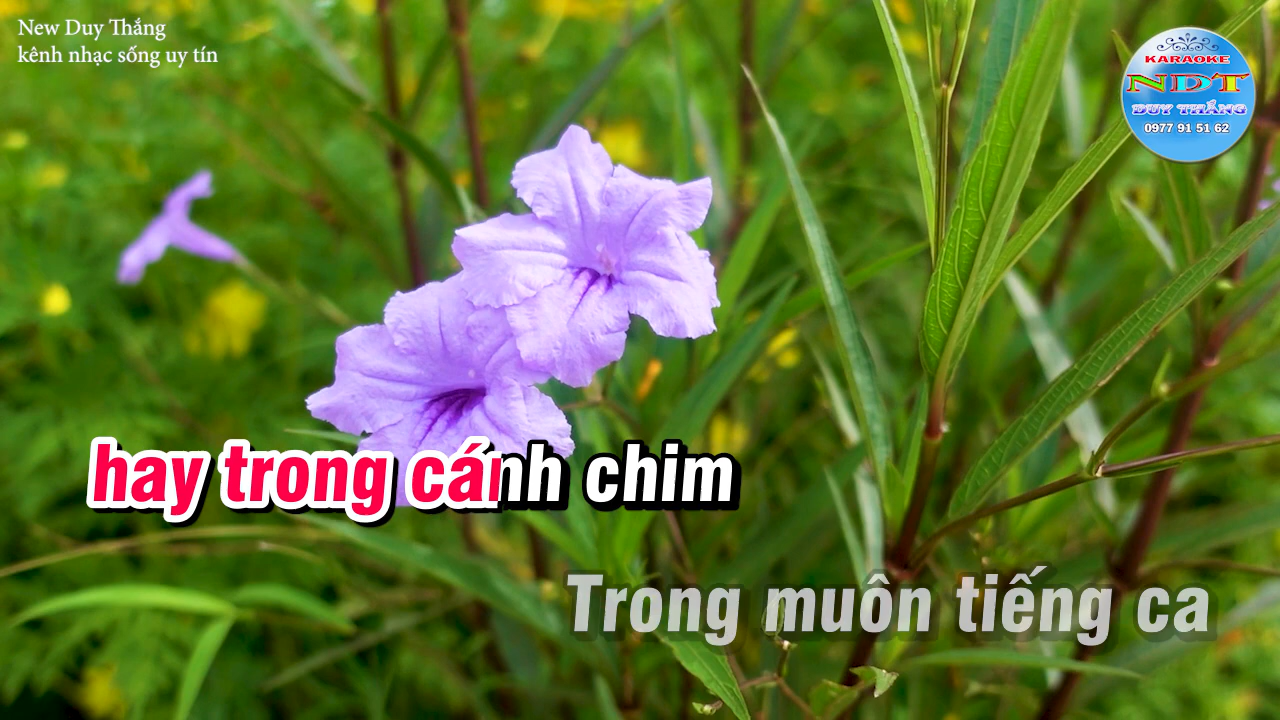 New Duy Thắng
kênh nhạc sống uy tín
KARAOKE
NDT
DUY THẮNG
0977 91 51 62
hay trong cánh chim
Trong muôn tiếng ca